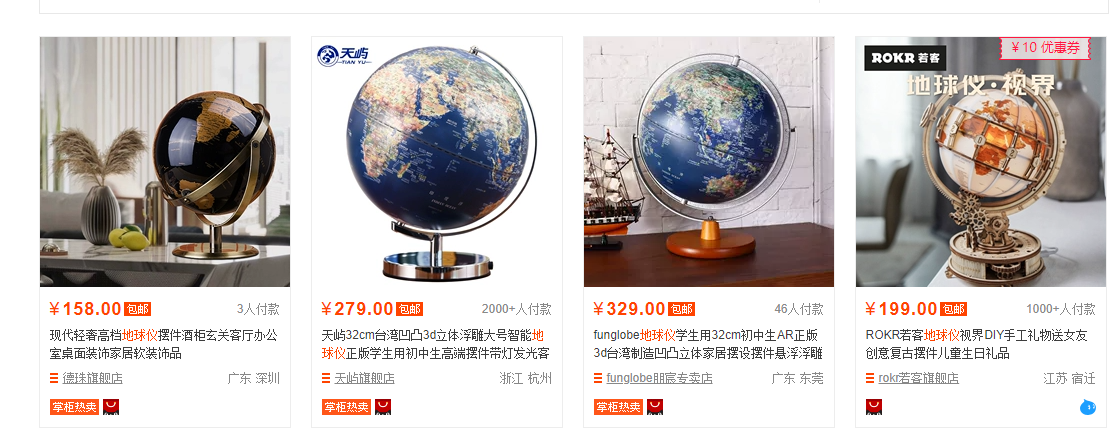 ￥158.00 包邮 3人付款
现代轻奢高档地球仪摆件酒柜玄关客厅办公
室桌面装饰家居软装饰品
德珠旗舰店 广东 深圳
掌柜热卖
天屿
TIAN YU
￥279.00 包邮 2000+人付款
天屿32cm台湾凹凸3d立体浮雕大号智能地
球仪正版学生用初中生高端摆件带灯发光客
天屿旗舰店 浙江 杭州
掌柜热卖
￥329.00 包邮 46人付款
funglobe地球仪学生用32cm初中生AR正版
3d台湾制造凹凸立体家居摆设摆件悬浮浮雕
funglobe朋宸专卖店 广东 东莞
掌柜热卖
ROKR 若客
￥10 优惠券
地球仪·视界
￥199.00 包邮 1000+人付款
ROKR若客地球仪视界DIY手工礼物送女友
创意复古摆件儿童生日礼品
rokr若客旗舰店 江苏 宿迁